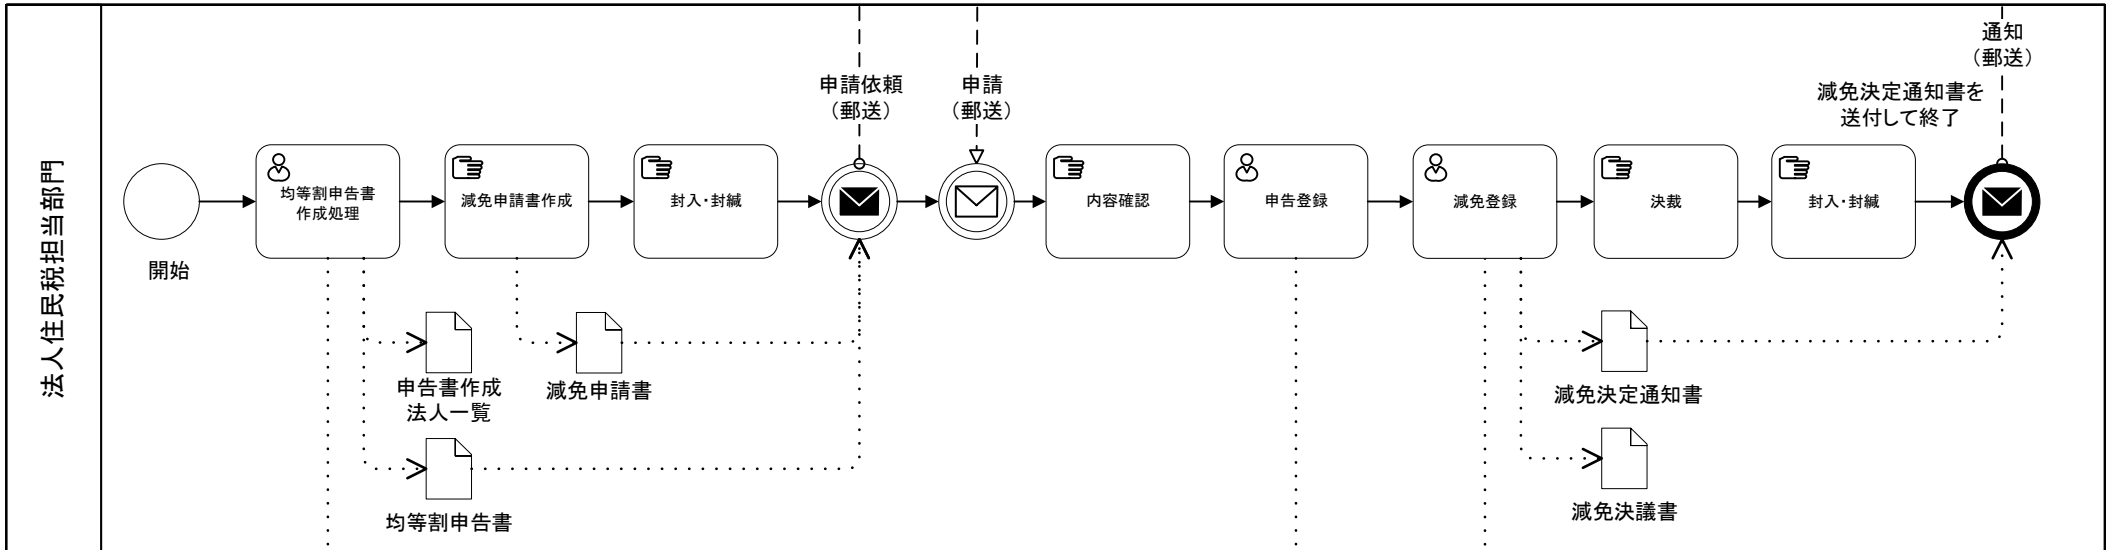 法人住民税担当部門
開始
均等割申告書
作成処理
減免申請書作成
封入・封緘
申請依頼
（郵送）
申請
（郵送）
内容確認
申告登録
減免登録
決裁
封入・封緘
通知
（郵送）
減免決定通知書を
送付して終了
申告書作成
法人一覧
減免申請書
均等割申告書
減免決定通知書
減免決議書